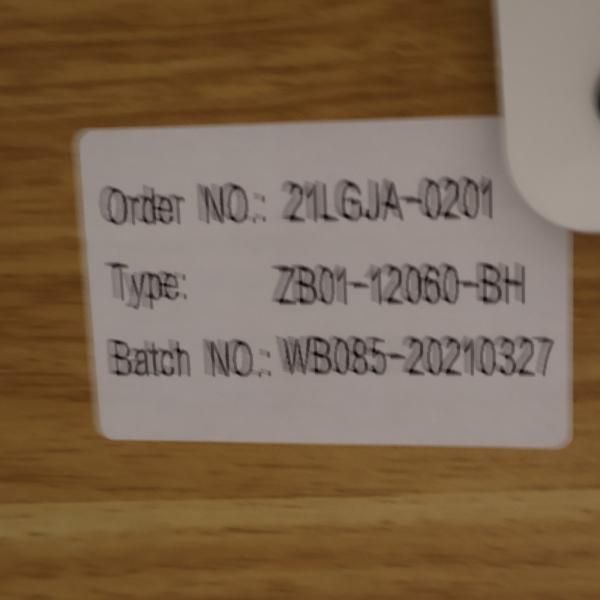 Order NO.: 21LGJA-0201
Type: ZB01-12060-BH
Batch NO.: WB085-20210327